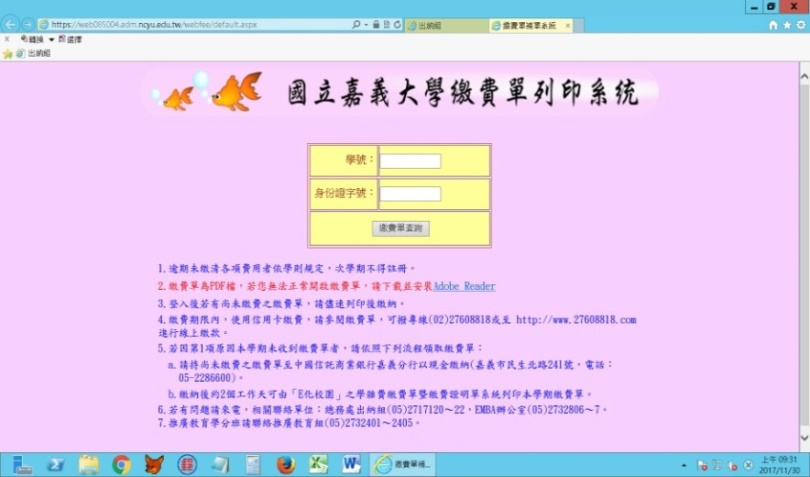 https://web085004.adm.ncyu.edu.tw/webfee/default.aspx
出納組
繳費單補單系統
轉換 選擇
出納組
國立嘉義大學繳費單列印系統
學號：
身份證字號：
繳費單查詢
1.逾期未繳清各項費用者依學則規定，次學期不得註冊。
2.繳費單為PDF檔，若您無法正常開啟繳費單，請下載並安裝Adobe Reader
3.登入後若有尚未繳費之繳費單，請儘速列印後繳納。
4.繳費期限內，使用信用卡繳費，請參閱繳費單，可撥專線(02)27608818或至 http://www.27608818.com
進行線上繳款。
5.若因第1項原因本學期未收到繳費單者，請依照下列流程領取繳費單：
a.請持尚未繳費之繳費單至中國信託商業銀行嘉義分行以現金繳納(嘉義市民生北路241號，電話：
05-2286600)。
b.繳納後約2個工作天可由「E化校園」之學雜費繳費單暨繳費證明單系統列印本學期繳費單。
6.若有問題請來電，相關聯絡單位：總務處出納組(05)2717120～22，EMBA辦公室(05)2732806～7。
7.推廣教育學分班請聯絡推廣教育組(05)2732401～2405。
繳費單補...
上午 09:31
2017/11/30